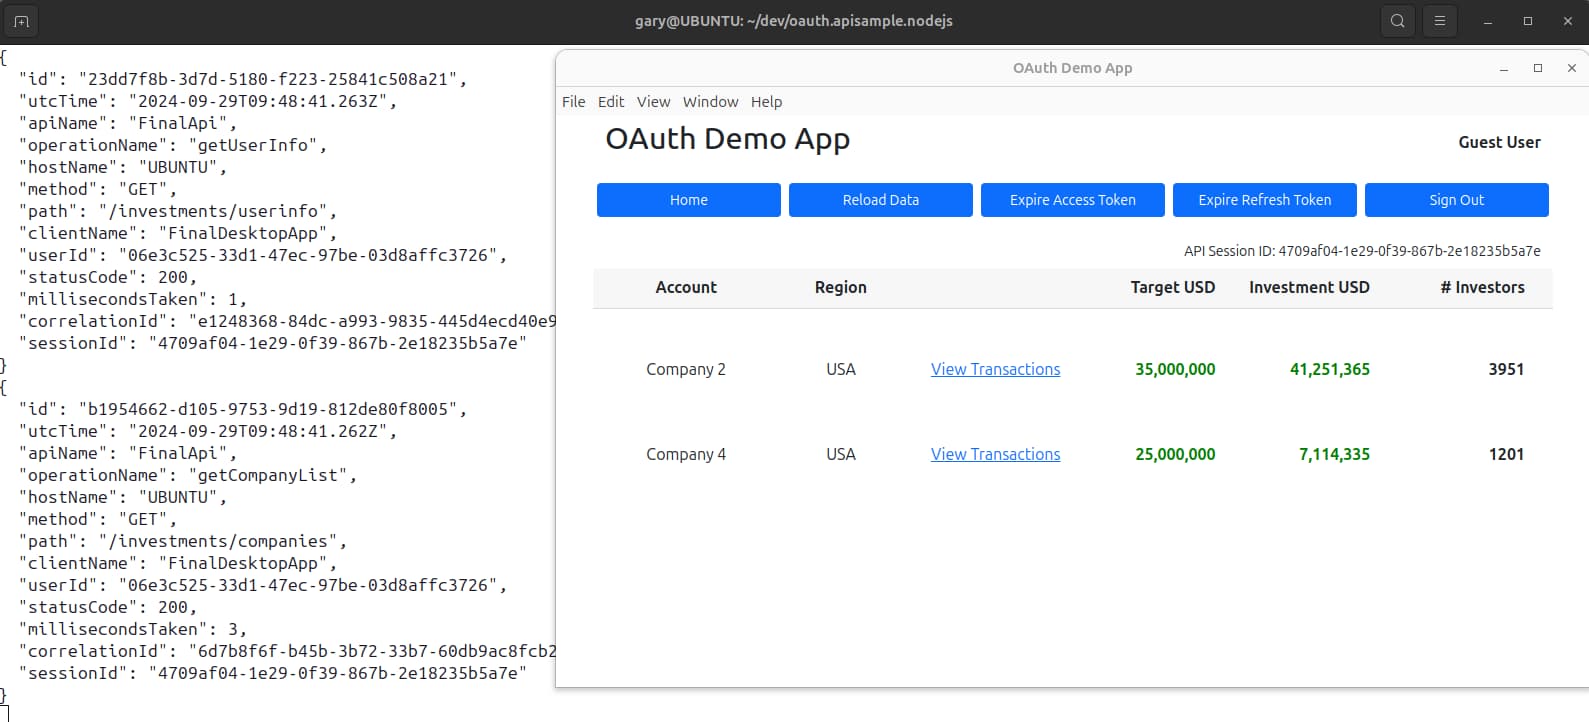 gary@UBUNTU: ~/dev/oauth.apisample.nodejs
{
"id": "23dd7f8b-3d7d-5180-f223-25841c508a21",
"utcTime": "2024-09-29T09:48:41.263Z",
"apiName": "FinalApi",
"operationName": "getUserInfo",
"hostName": "UBUNTU",
"method": "GET",
"path": "/investments/userinfo",
"clientName": "FinalDesktopApp",
"userId": "06e3c525-33d1-47ec-97be-03d8affc3726",
"statusCode": 200,
"millisecondsTaken": 1,
"correlationId": "e1248368-84dc-a993-9835-445d4ecd40e9
"sessionId": "4709af04-1e29-0f39-867b-2e18235b5a7e"
}
{
"id": "b1954662-d105-9753-9d19-812de80f8005",
"utcTime": "2024-09-29T09:48:41.262Z",
"apiName": "FinalApi",
"operationName": "getCompanyList",
"hostName": "UBUNTU",
"method": "GET",
"path": "/investments/companies",
"clientName": "FinalDesktopApp",
"userId": "06e3c525-33d1-47ec-97be-03d8affc3726",
"statusCode": 200,
"millisecondsTaken": 3,
"correlationId": "6d7b8f6f-b45b-3b72-33b7-60db9ac8fcb2
"sessionId": "4709af04-1e29-0f39-867b-2e18235b5a7e"
}
OAuth Demo App
File Edit View Window Help
OAuth Demo App
Guest User
Home Reload Data Expire Access Token Expire Refresh Token Sign Out
API Session ID: 4709af04-1e29-0f39-867b-2e18235b5a7e
Account Region Target USD Investment USD # Investors
Company 2 USA View Transactions 35,000,000 41,251,365 3951
Company 4 USA View Transactions 25,000,000 7,114,335 1201